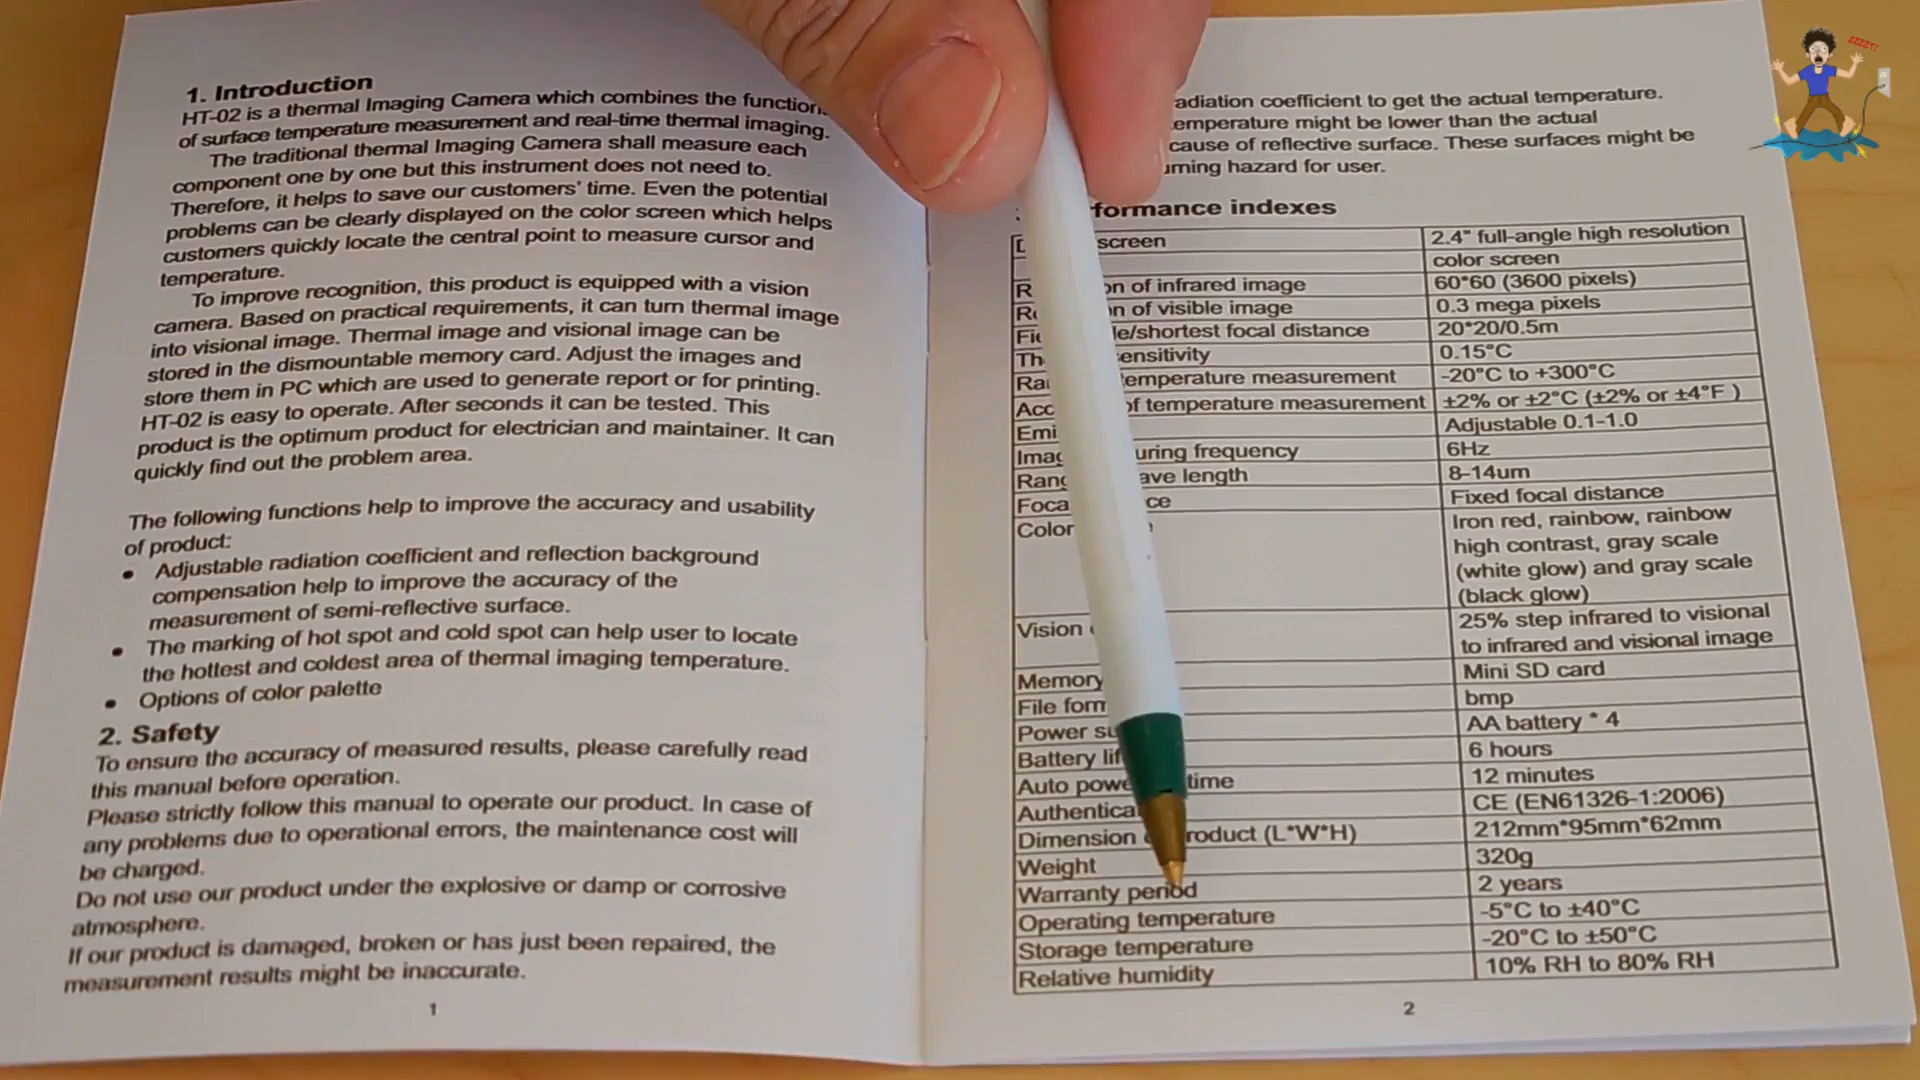 1. Introduction
HT-02 is a thermal Imaging Camera which combines the function
of surface temperature measurement and real-time thermal imaging.
The traditional thermal Imaging Camera shall measure each
component one by one but this instrument does not need to.
Therefore, it helps to save our customers' time. Even the potential
problems can be clearly displayed on the color screen which helps
customers quickly locate the central point to measure cursor and
temperature.
To improve recognition, this product is equipped with a vision
camera. Based on practical requirements, it can turn thermal image
into visional image. Thermal image and visional image can be
stored in the dismountable memory card. Adjust the images and
store them in PC which are used to generate report or for printing.
HT-02 is easy to operate. After seconds it can be tested. This
product is the optimum product for electrician and maintainer. It can
quickly find out the problem area.
The following functions help to improve the accuracy and usability
of product:
• Adjustable radiation coefficient and reflection background
compensation help to improve the accuracy of the
measurement of semi-reflective surface.
• The marking of hot spot and cold spot can help user to locate
the hottest and coldest area of thermal imaging temperature.
• Options of color palette
2. Safety
To ensure the accuracy of measured results, please carefully read
this manual before operation.
Please strictly follow this manual to operate our product. In case of
any problems due to operational errors, the maintenance cost will
be charged.
Do not use our product under the explosive or damp or corrosive
atmosphere.
If our product is damaged, broken or has just been repaired, the
measurement results might be inaccurate.
1
adiation coefficient to get the actual temperature.
emperature might be lower than the actual
cause of reflective surface. These surfaces might be
rning hazard for user.
formance indexes
screen 2.4" full-angle high resolution
color screen
R on of infrared image 60*60 (3600 pixels)
Re n of visible image 0.3 mega pixels
Fie le/shortest focal distance 20*20/0.5m
Th ensitivity 0.15°C
Ra temperature measurement -20°C to +300°C
Acc of temperature measurement ±2% or ±2°C (±2% or ±4°F )
Emi Adjustable 0.1-1.0
Imag uring frequency 6Hz
Rang ave length 8-14um
Foca ce Fixed focal distance
Color Iron red, rainbow, rainbow
high contrast, gray scale
(white glow) and gray scale
(black glow)
Vision 25% step infrared to visional
to infrared and visional image
Memory Mini SD card
File form bmp
Power su AA battery * 4
Battery lif 6 hours
Auto powe time 12 minutes
Authentica CE (EN61326-1:2006)
Dimension roduct (L*W*H) 212mm*95mm*62mm
Weight 320g
Warranty period 2 years
Operating temperature -5°C to ±40°C
Storage temperature -20°C to ±50°C
Relative humidity 10% RH to 80% RH
2